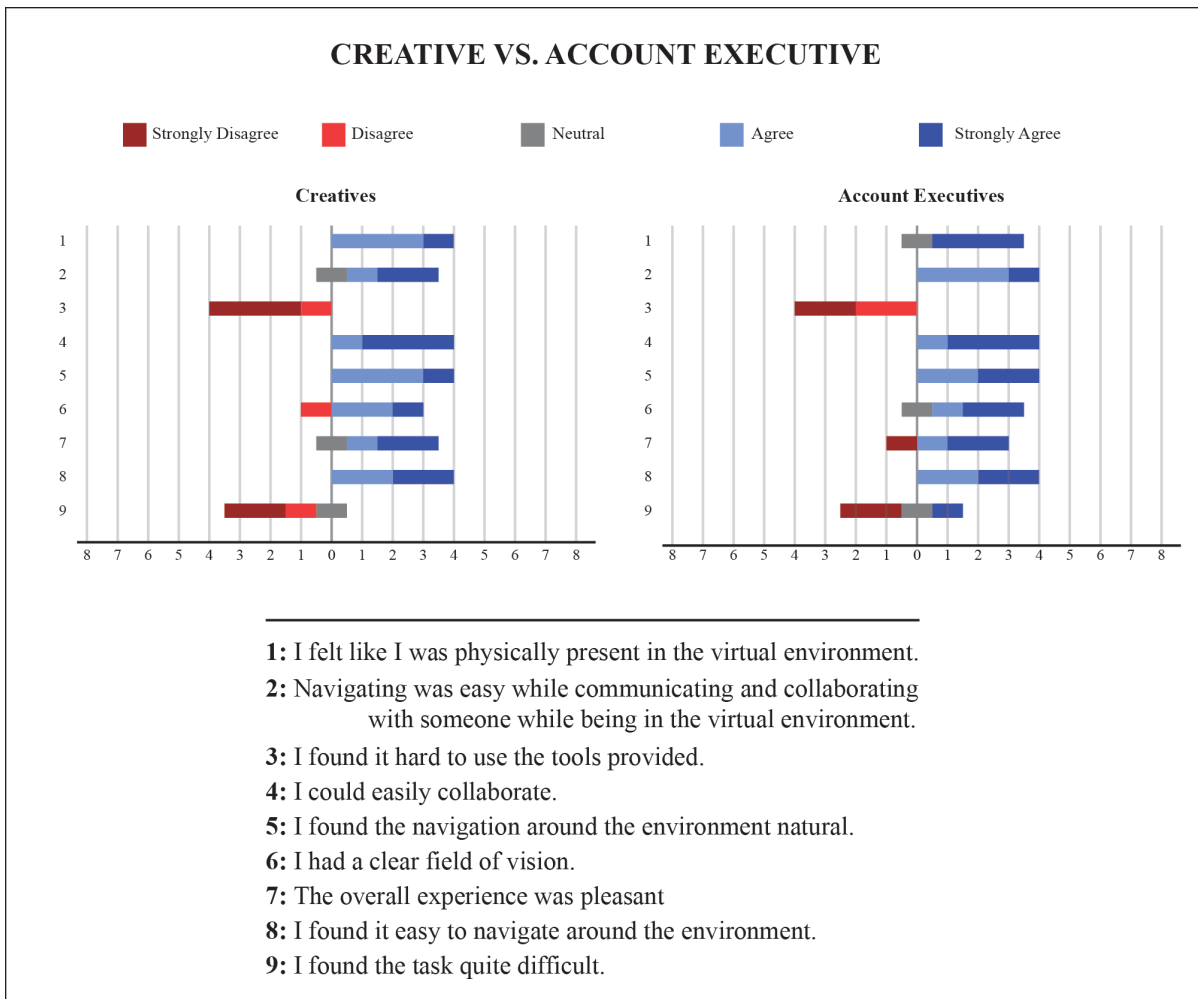 CREATIVE VS. ACCOUNT EXECUTIVE
Strongly Disagree
Disagree
Neutral
Agree
Strongly Agree
Creatives
1
2
3
4
5
6
7
8
9
8 7 6 5 4 3 2 1 0 1 2 3 4 5 6 7 8
Account Executives
1
2
3
4
5
6
7
8
9
8 7 6 5 4 3 2 1 0 1 2 3 4 5 6 7 8
1: I felt like I was physically present in the virtual environment.
2: Navigating was easy while communicating and collaborating
with someone while being in the virtual environment.
3: I found it hard to use the tools provided.
4: I could easily collaborate.
5: I found the navigation around the environment natural.
6: I had a clear field of vision.
7: The overall experience was pleasant
8: I found it easy to navigate around the environment.
9: I found the task quite difficult.